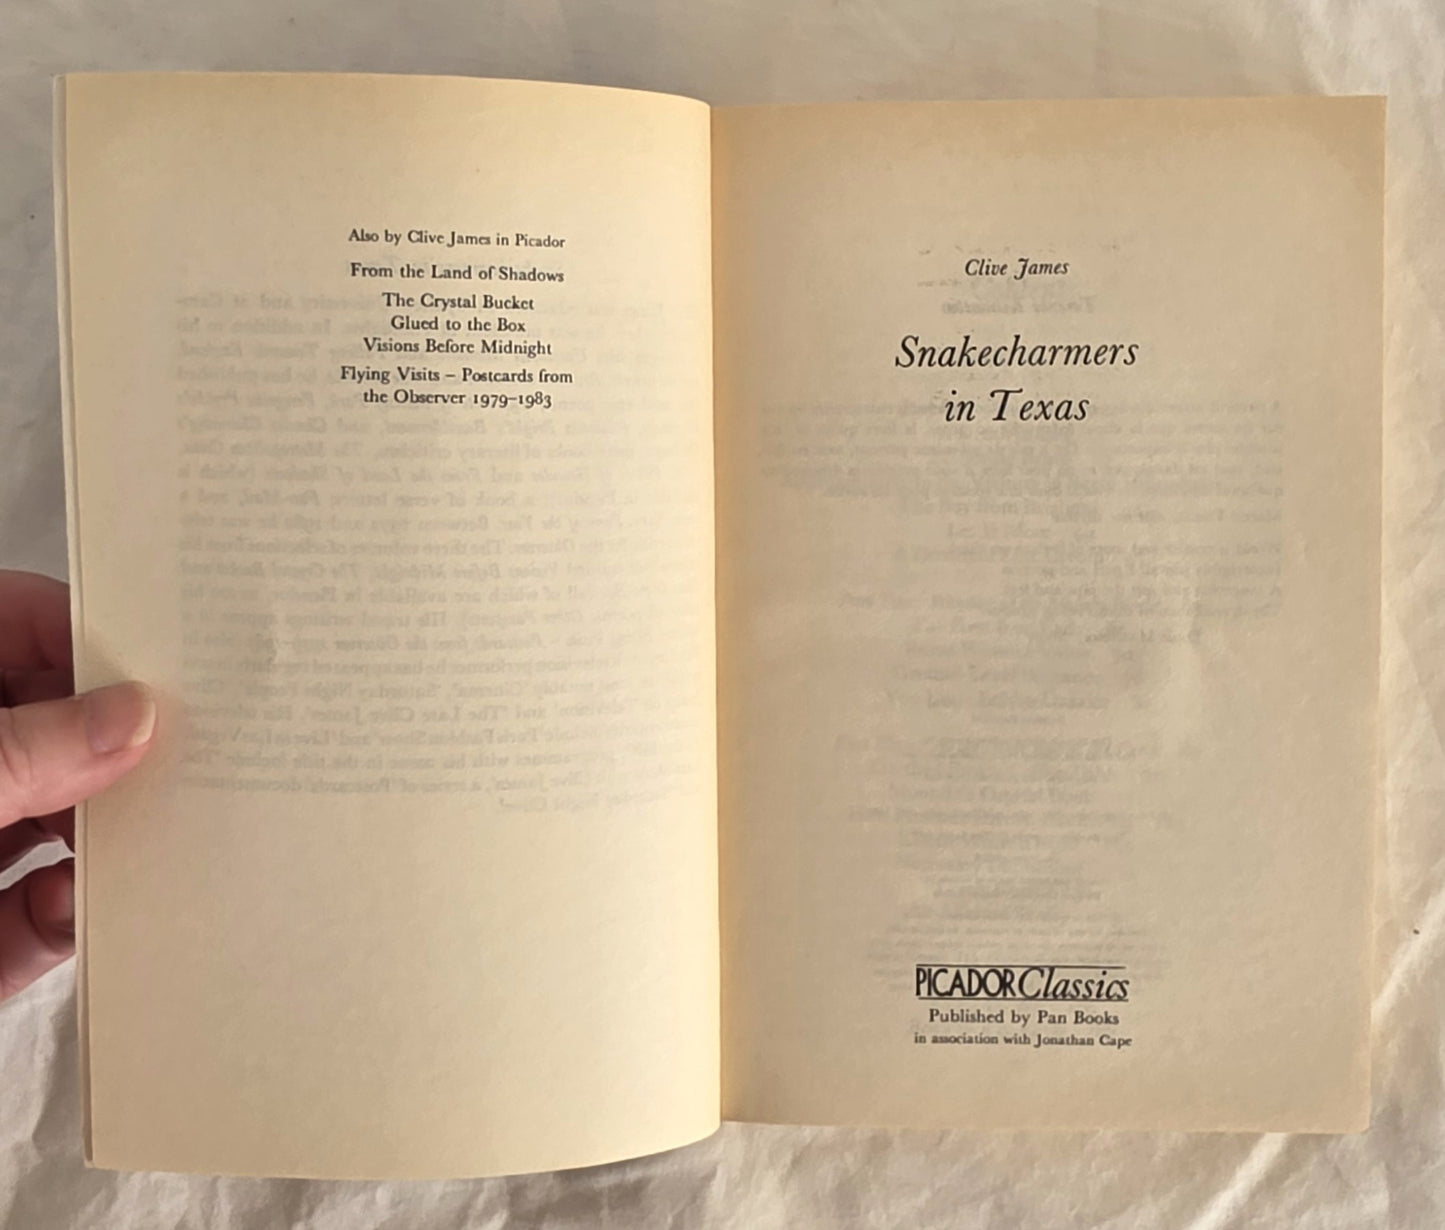 Also by Clive James in Picador
From the Land of Shadows
The Crystal Bucket
Glued to the Box
Visions Before Midnight
Flying Visits – Postcards from
the Observer 1979–1983
Clive James
Snakecharmers
in Texas
PICADOR Classics
Published by Pan Books
in association with Jonathan Cape